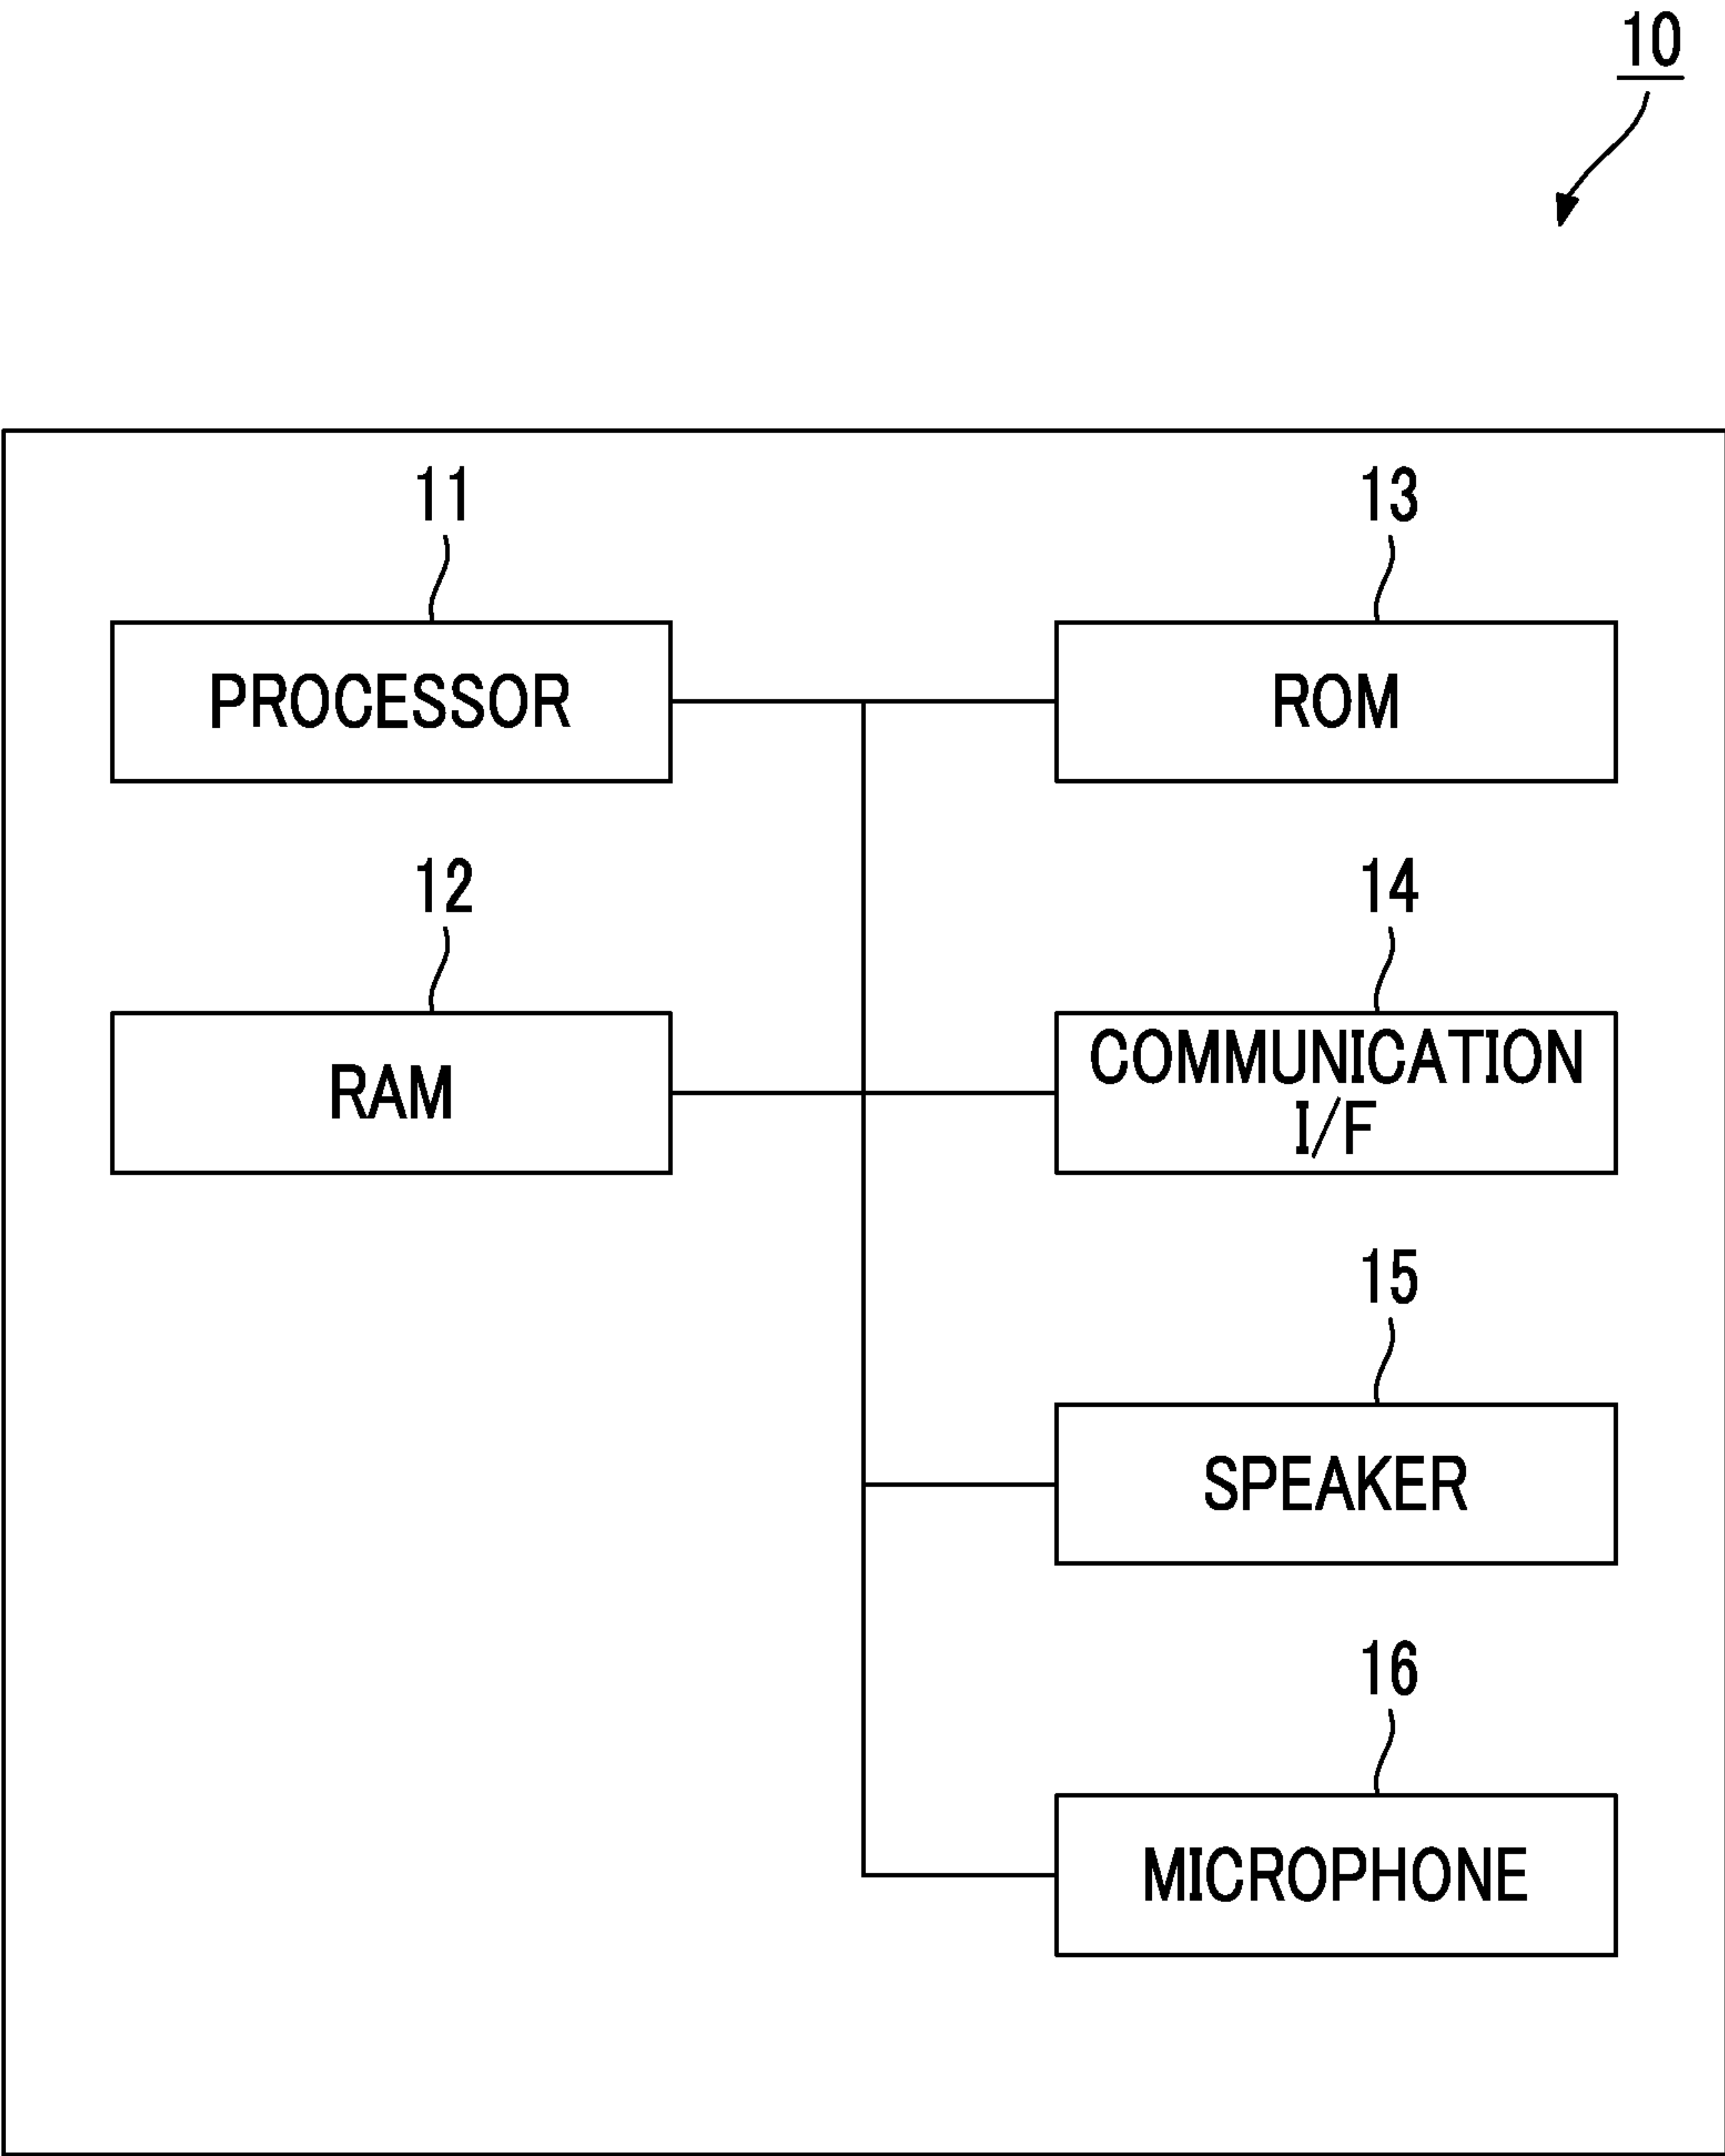 10
11
13
PROCESSOR
ROM
12
14
RAM
COMMUNICATION
I/F
15
SPEAKER
16
MICROPHONE